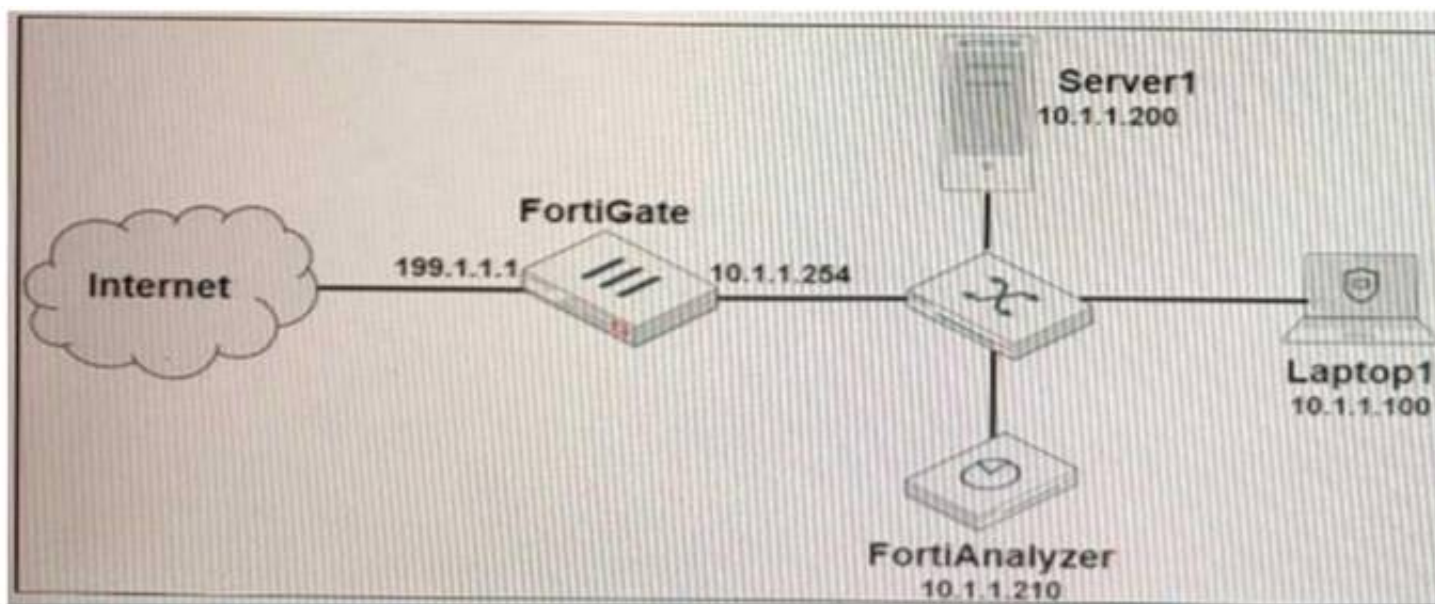 Server1
10.1.1.200
FortiGate
Internet
199.1.1.1
10.1.1.254
Laptop1
10.1.1.100
FortiAnalyzer
10.1.1.210